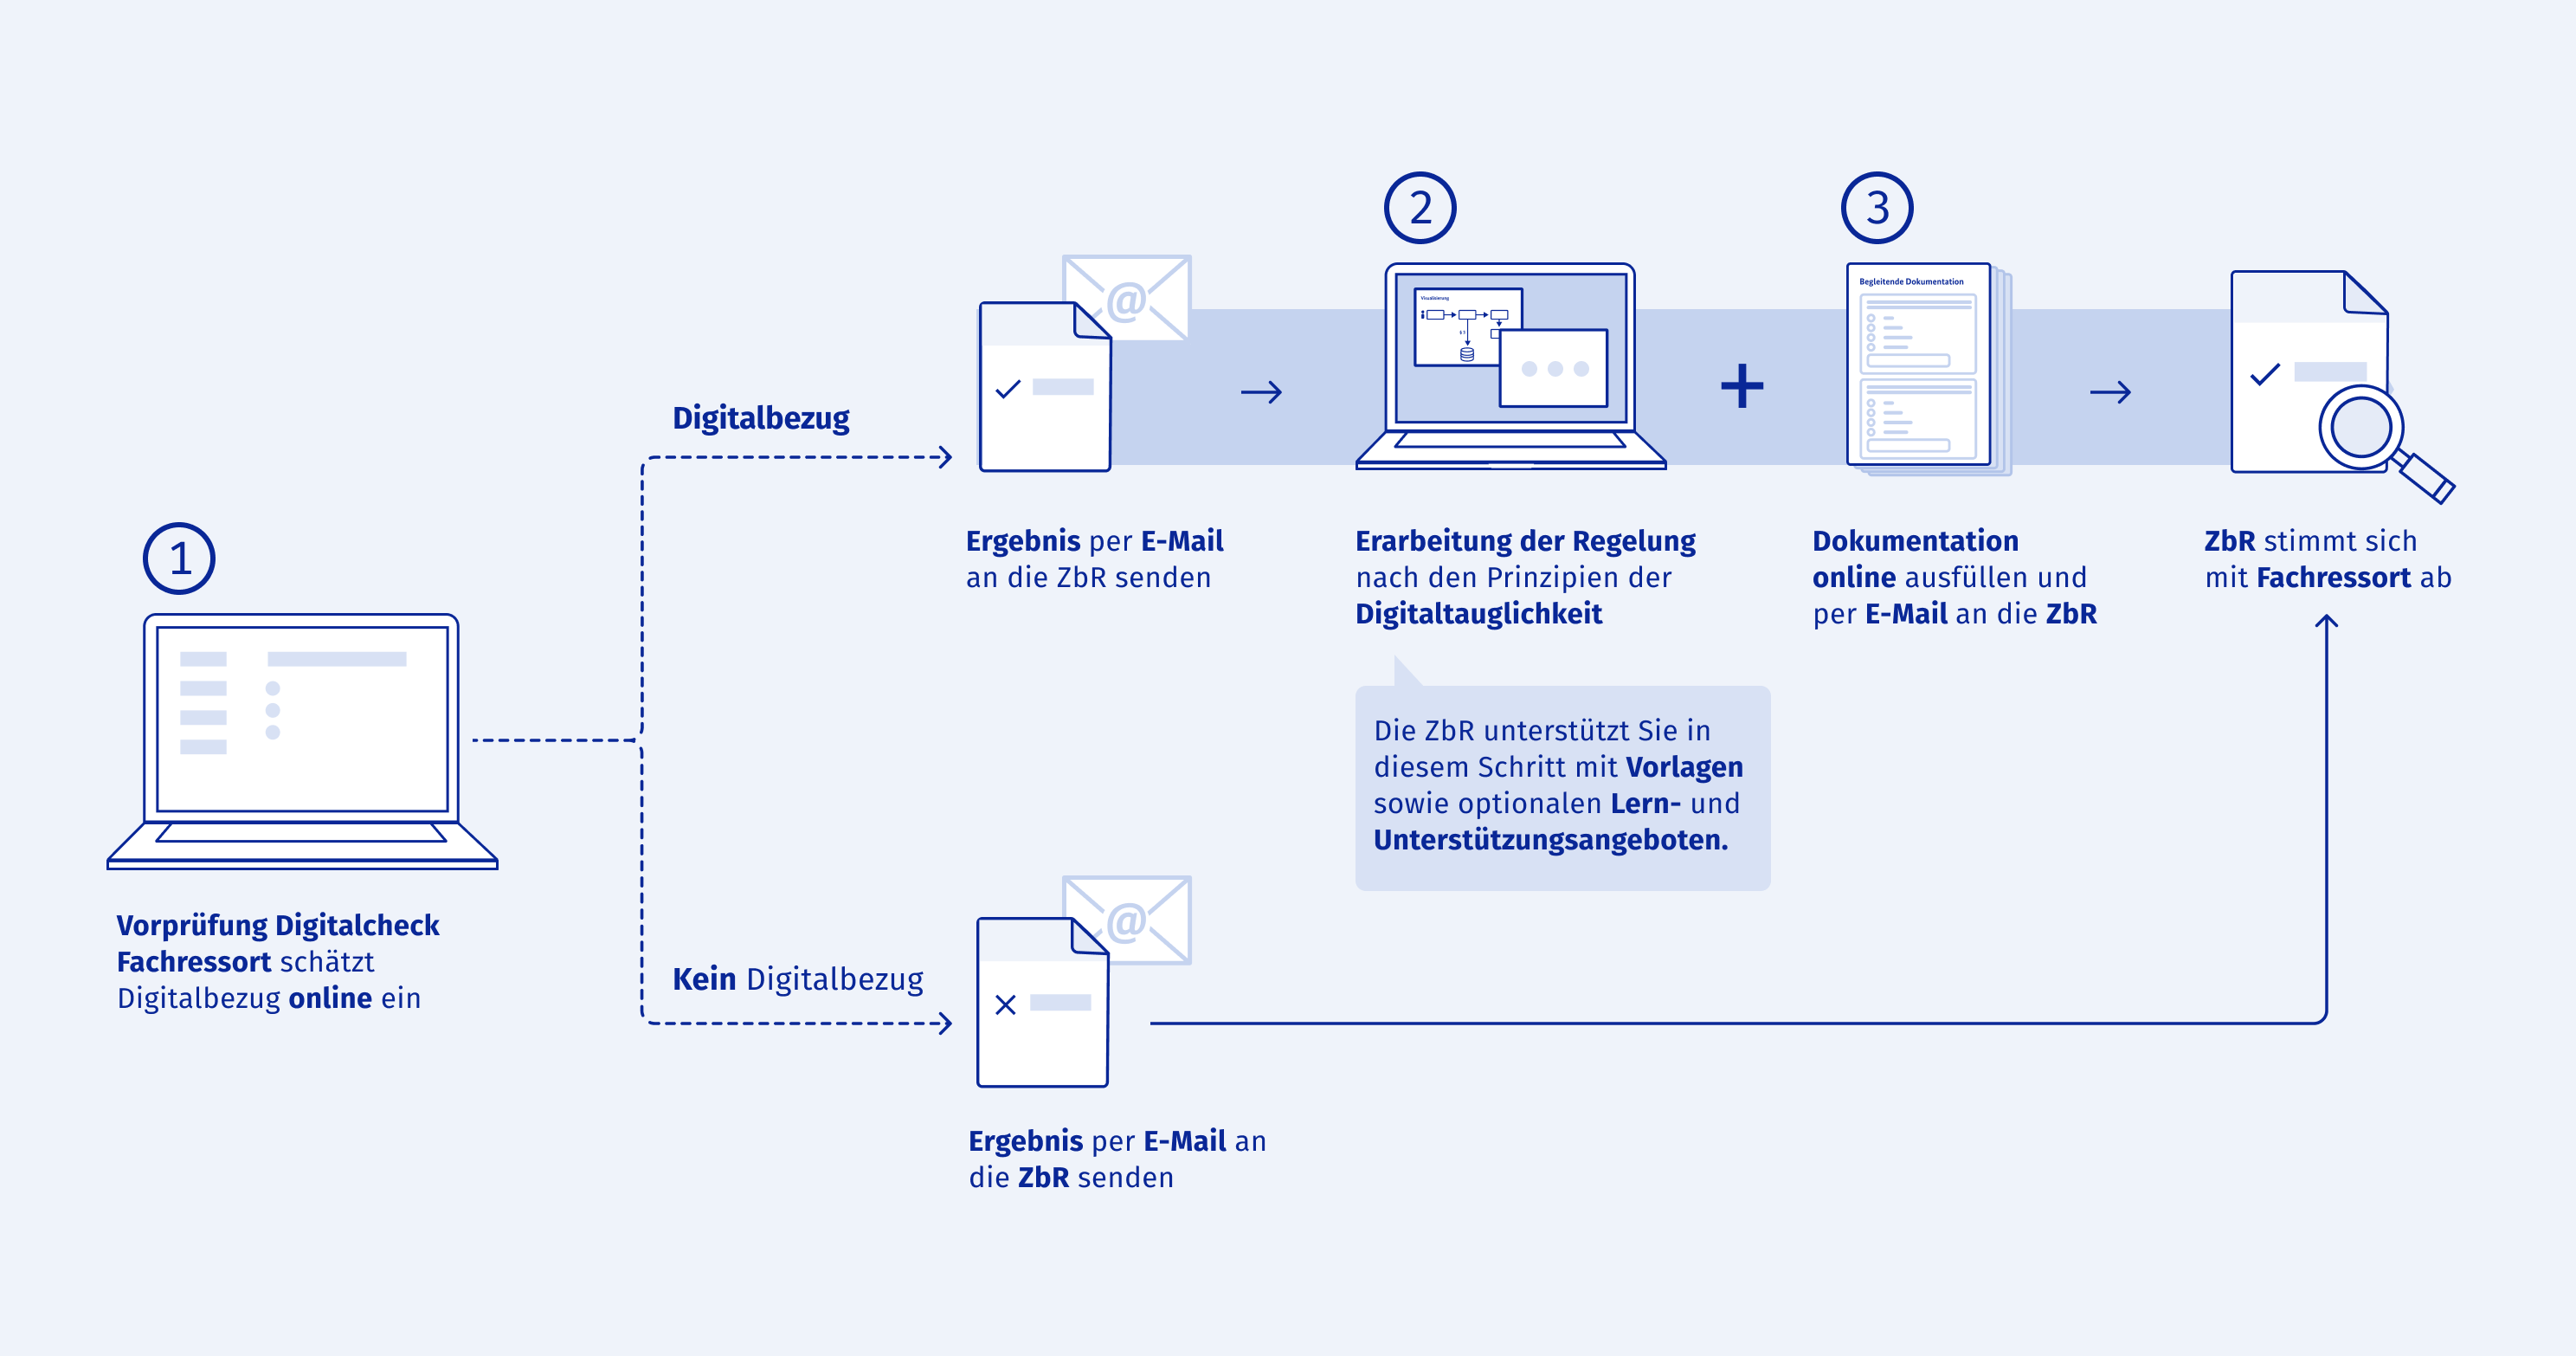 1
Vorprüfung Digitalcheck
Fachressort schätzt
Digitalbezug online ein
Digitalbezug
@
Ergebnis per E-Mail
an die ZbR senden
2
Visualisierung
Erarbeitung der Regelung
nach den Prinzipien der
Digitaltauglichkeit
Die ZbR unterstützt Sie in
diesem Schritt mit Vorlagen
sowie optionalen Lern- und
Unterstützungsangeboten.
3
Begleitende Dokumentation
Dokumentation
online ausfüllen und
per E-Mail an die ZbR
ZbR stimmt sich
mit Fachressort ab
Kein Digitalbezug
@
Ergebnis per E-Mail an
die ZbR senden